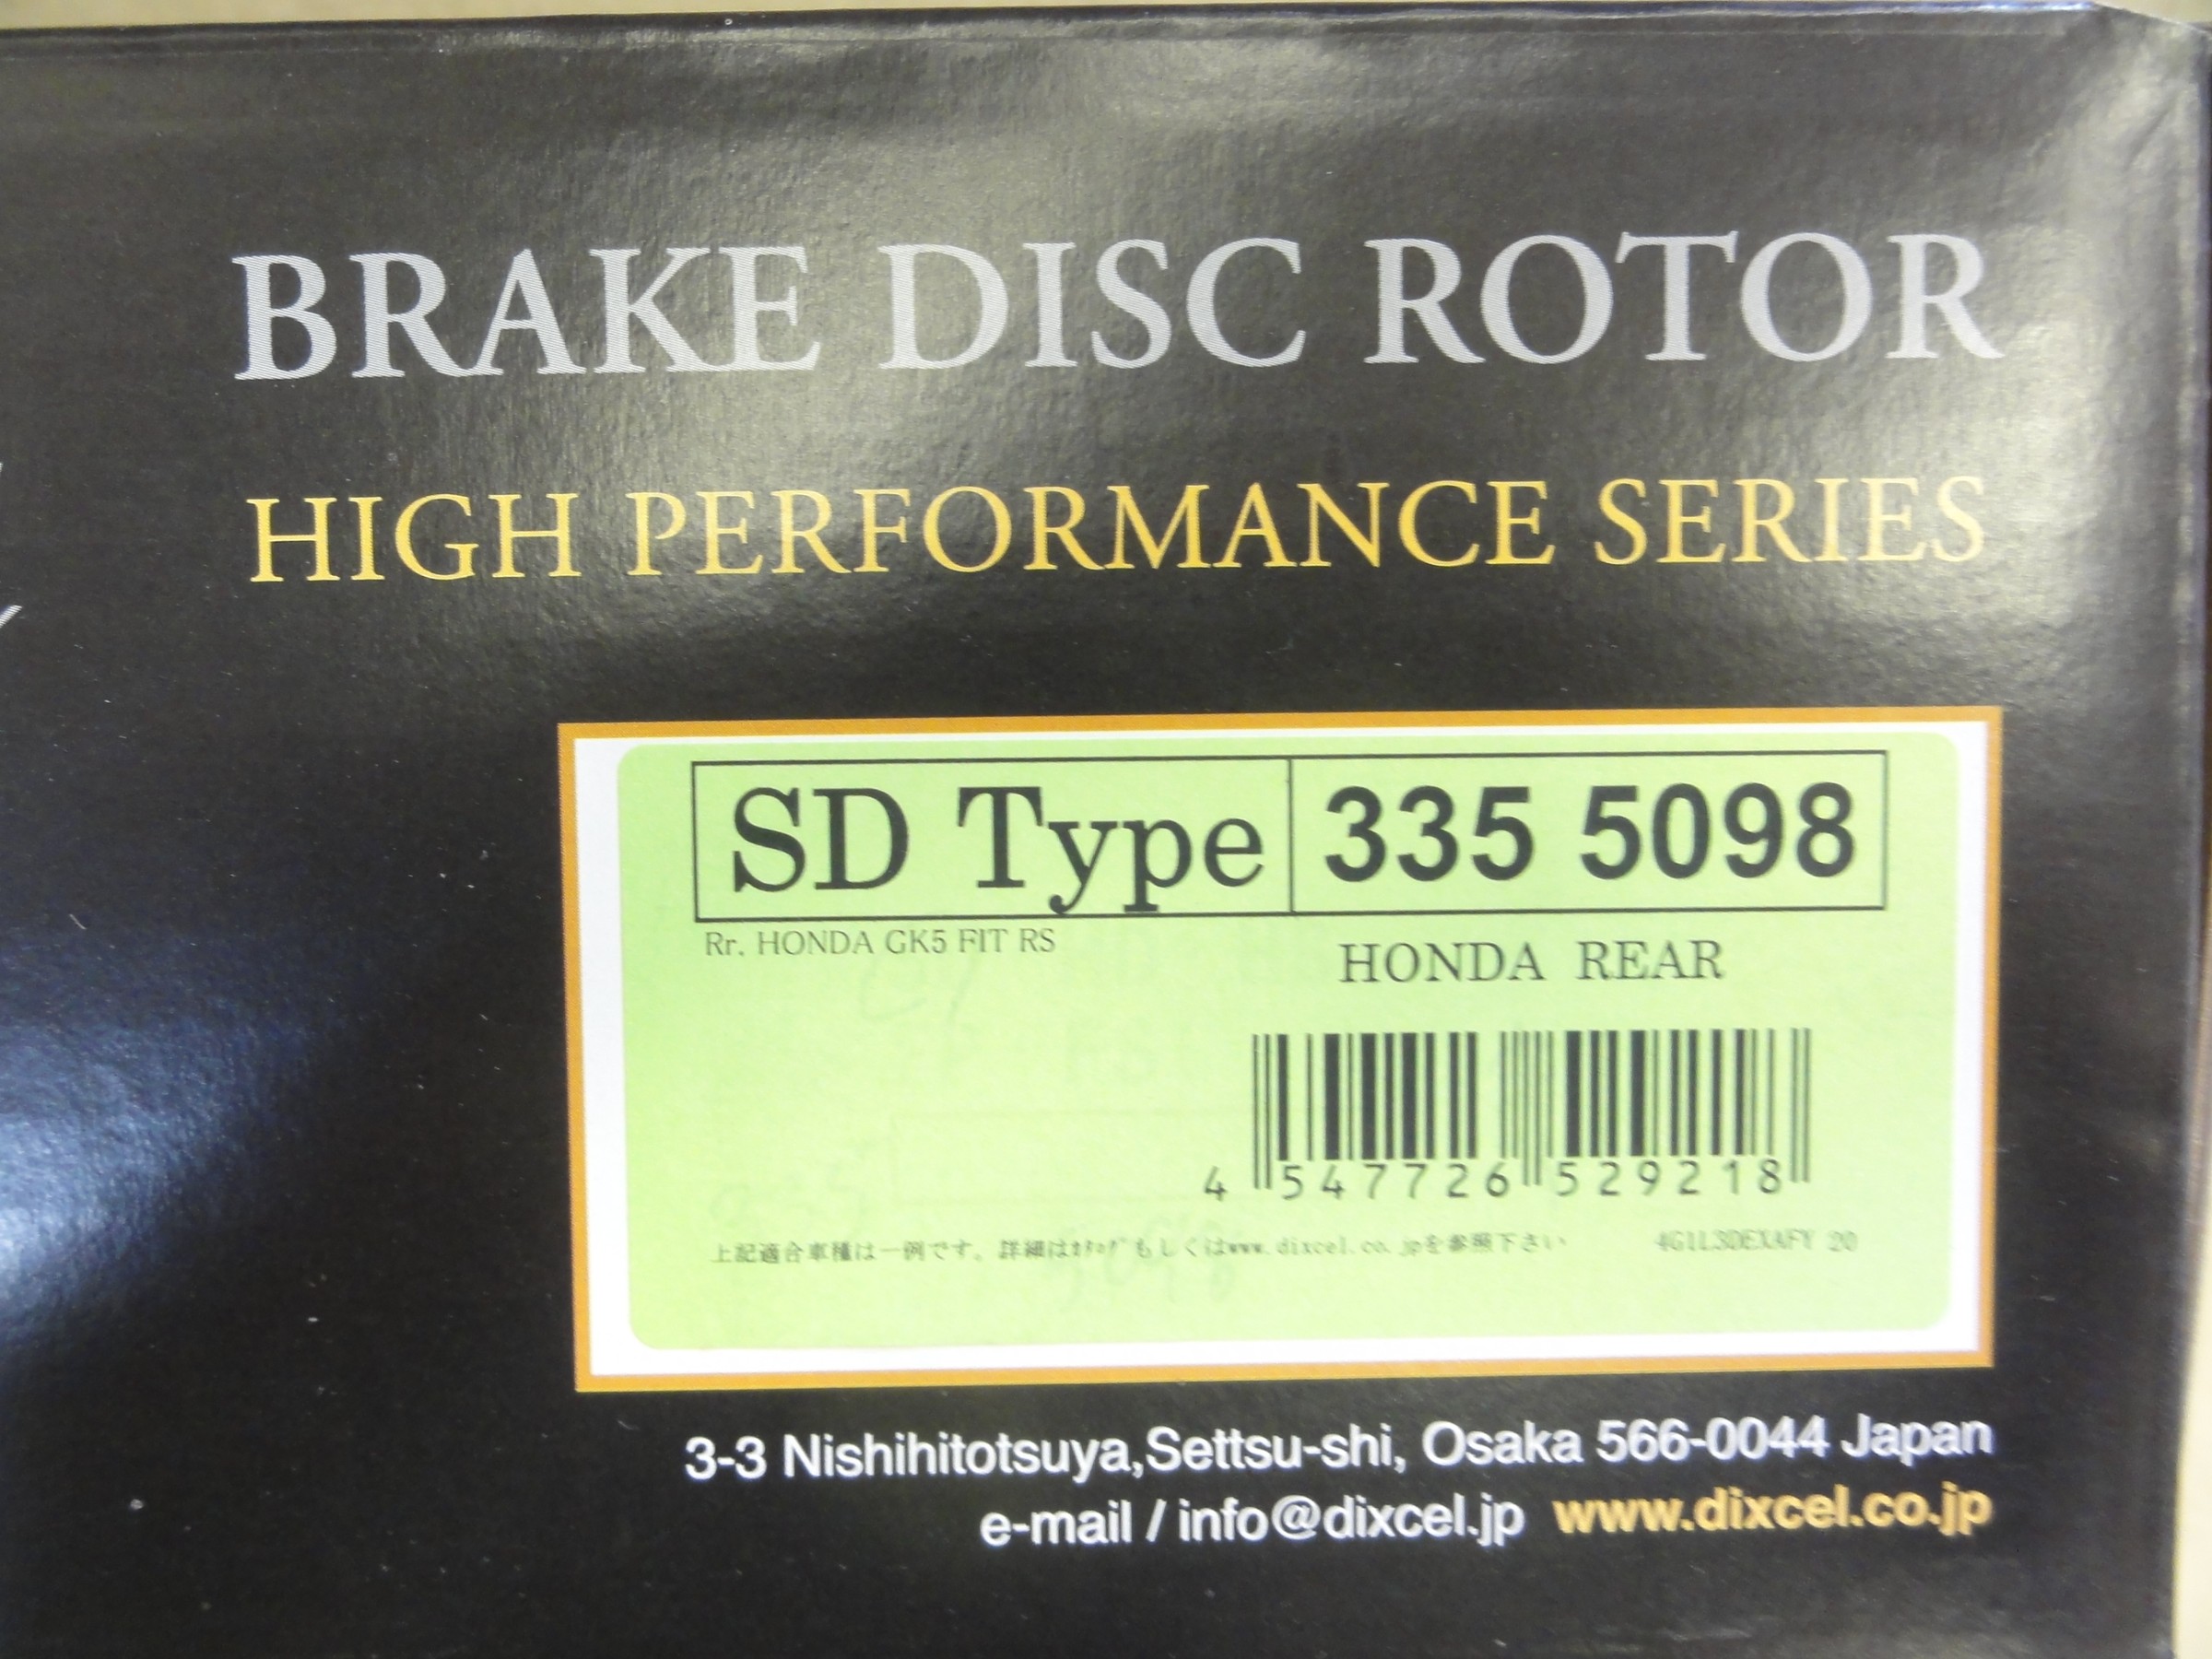 BRAKE DISC ROTOR
HIGH PERFORMANCE SERIES
SD Type 335 5098
Rr. HONDA GK5 FIT RS
HONDA REAR
4 547726 529218
上記適合車種は一例です。詳細はｶﾀﾛｸﾞもしくはwww.dixcel.co.jpを参照下さい 4G1L3DEXAFY 20
3-3 Nishihitotsuya,Settsu-shi, Osaka 566-0044 Japan
e-mail / info@dixcel.jp www.dixcel.co.jp